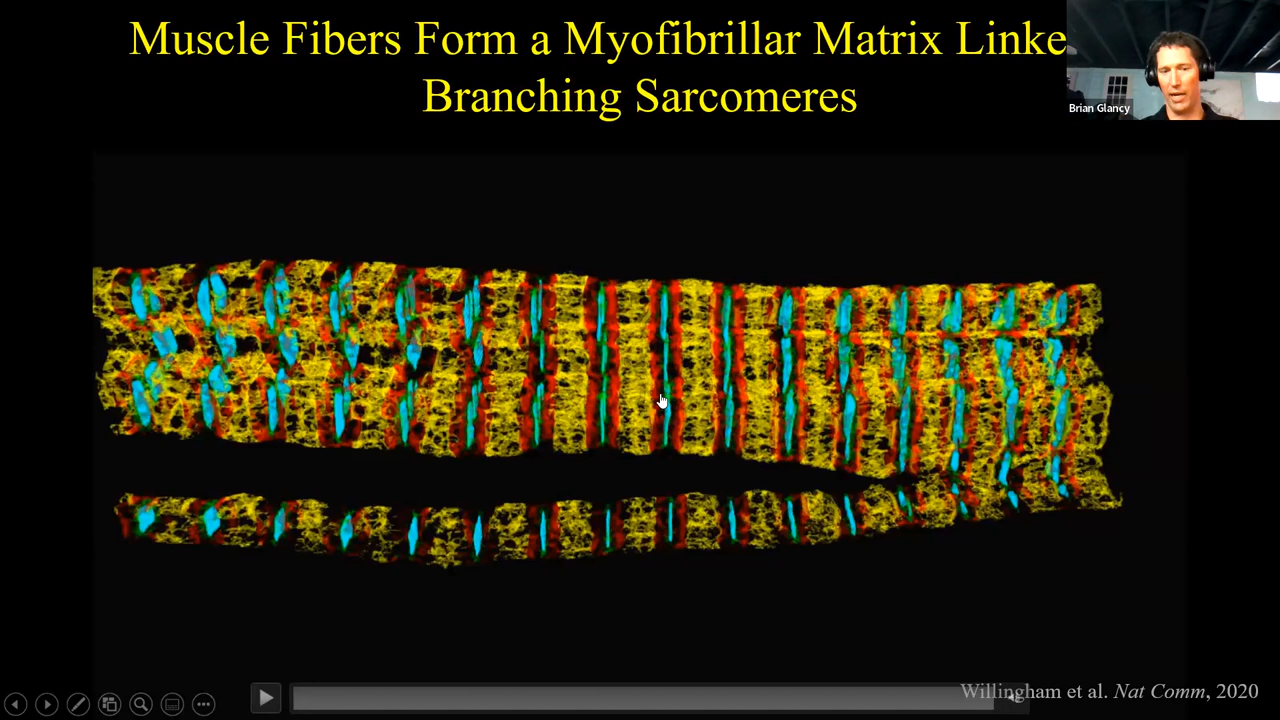 Muscle Fibers Form a Myofibrillar Matrix Linke
Branching Sarcomeres
Brian Glancy
Willingham et al. Nat Comm, 2020